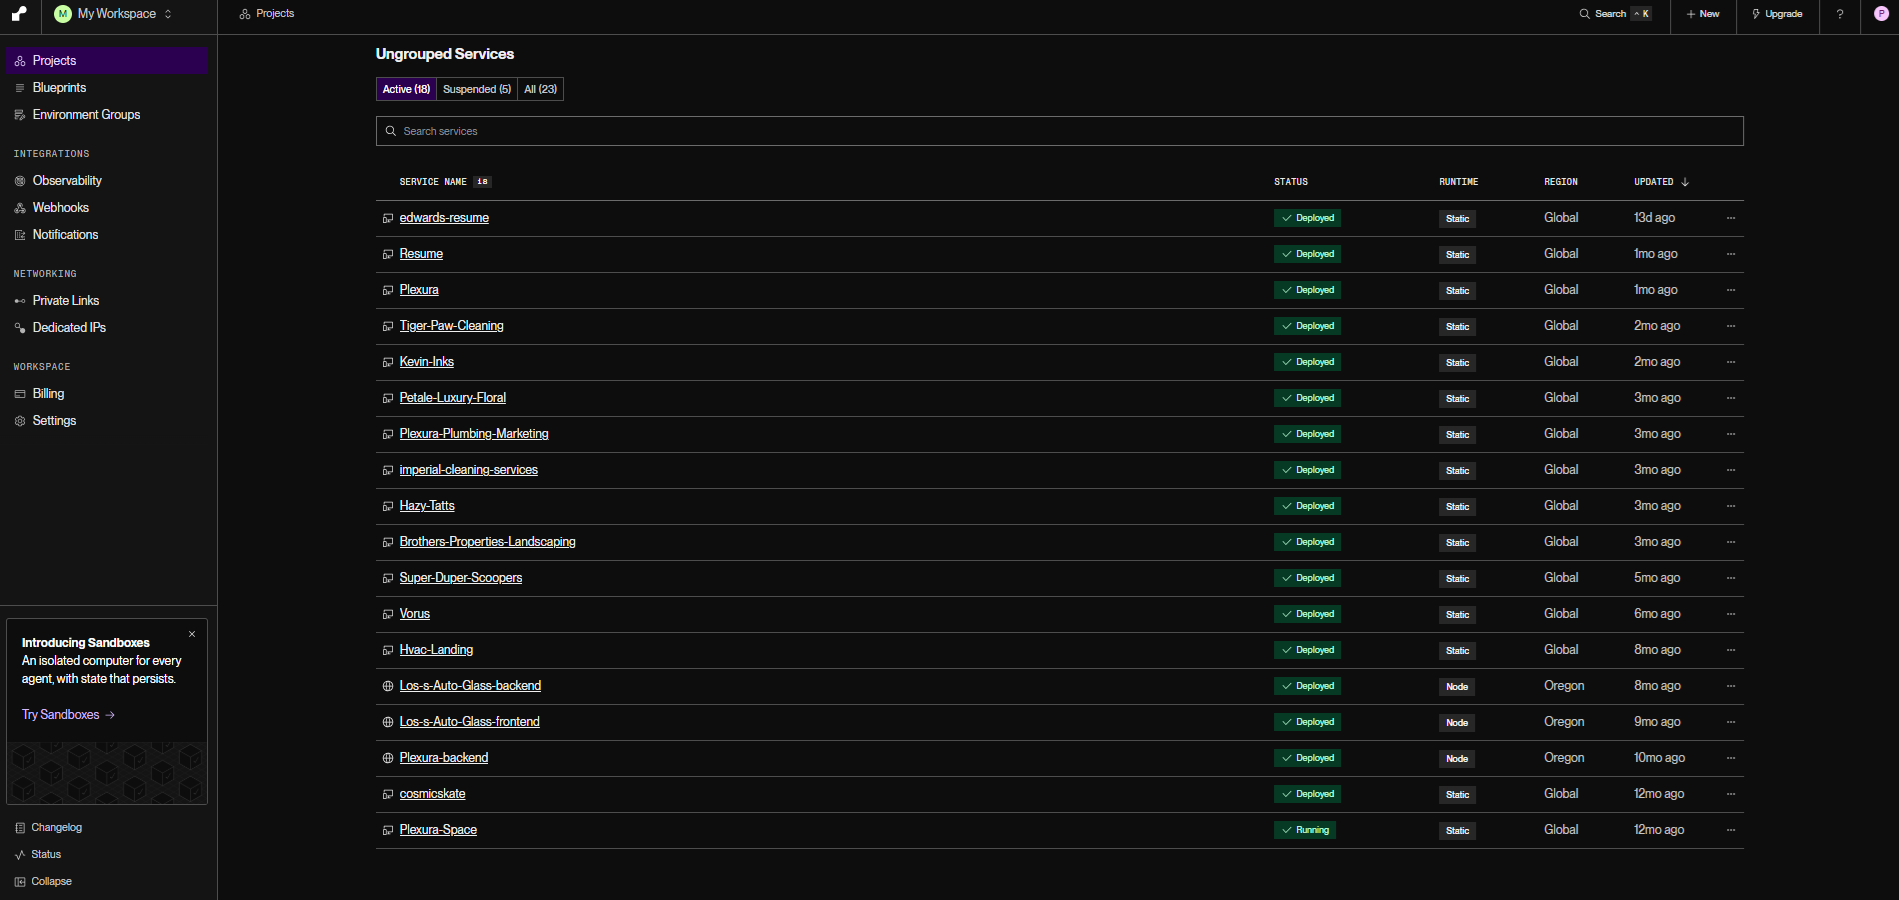 M My Workspace
Projects
Search ^ K
+ New
Upgrade
?
P
Projects
Blueprints
Environment Groups
INTEGRATIONS
Observability
Webhooks
Notifications
NETWORKING
Private Links
Dedicated IPs
WORKSPACE
Billing
Settings
Introducing Sandboxes
An isolated computer for every
agent, with state that persists.
Try Sandboxes →
Changelog
Status
Collapse
Ungrouped Services
Active (18) Suspended (5) All (23)
Search services
SERVICE NAME 18 STATUS RUNTIME REGION UPDATED ↓
edwards-resume Deployed Static Global 13d ago
Resume Deployed Static Global 1mo ago
Plexura Deployed Static Global 1mo ago
Tiger-Paw-Cleaning Deployed Static Global 2mo ago
Kevin-Inks Deployed Static Global 2mo ago
Petale-Luxury-Floral Deployed Static Global 3mo ago
Plexura-Plumbing-Marketing Deployed Static Global 3mo ago
imperial-cleaning-services Deployed Static Global 3mo ago
Hazy-Tatts Deployed Static Global 3mo ago
Brothers-Properties-Landscaping Deployed Static Global 3mo ago
Super-Duper-Scoopers Deployed Static Global 5mo ago
Vorus Deployed Static Global 6mo ago
Hvac-Landing Deployed Static Global 8mo ago
Los-s-Auto-Glass-backend Deployed Node Oregon 8mo ago
Los-s-Auto-Glass-frontend Deployed Node Oregon 9mo ago
Plexura-backend Deployed Node Oregon 10mo ago
cosmicskate Deployed Static Global 12mo ago
Plexura-Space Running Static Global 12mo ago